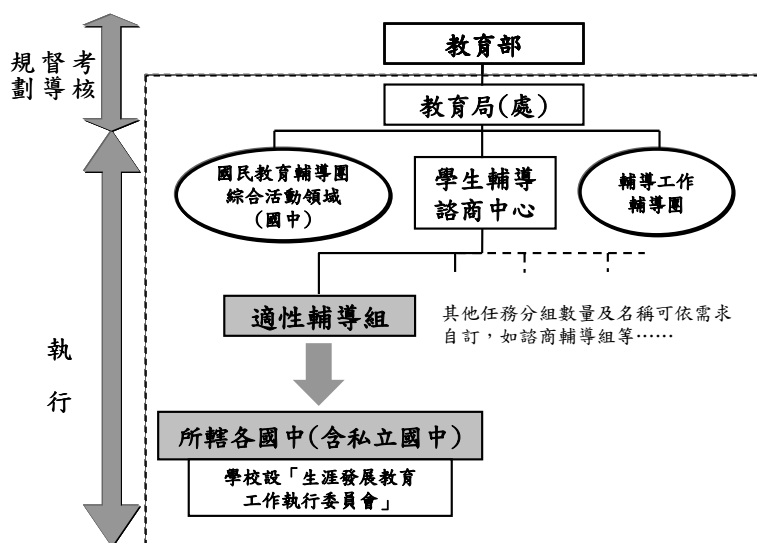 教育部
規督考
劃導核
教育局(處)
國民教育輔導團
綜合活動領域
(國中)
學生輔導
諮商中心
輔導工作
輔導團
適性輔導組
其他任務分組數量及名稱可依需求
自訂，如諮商輔導組等……
執
行
所轄各國中(含私立國中)
學校設「生涯發展教育
工作執行委員會」